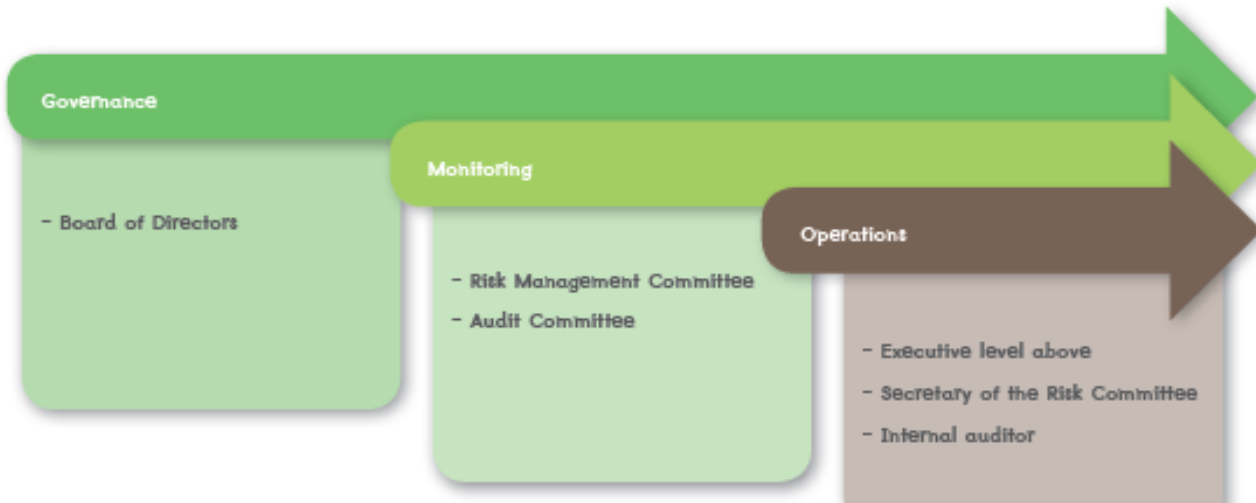 Governance
- Board of Directors
Monitoring
- Risk Management Committee
- Audit Committee
Operations
- Executive level above
- Secretary of the Risk Committee
- Internal auditor